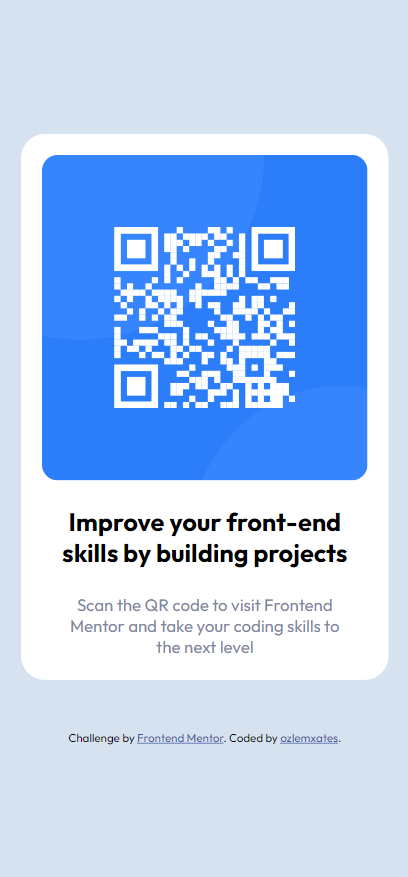 Improve your front-end
skills by building projects
Scan the QR code to visit Frontend
Mentor and take your coding skills to
the next level
Challenge by Frontend Mentor. Coded by ozlemxates.